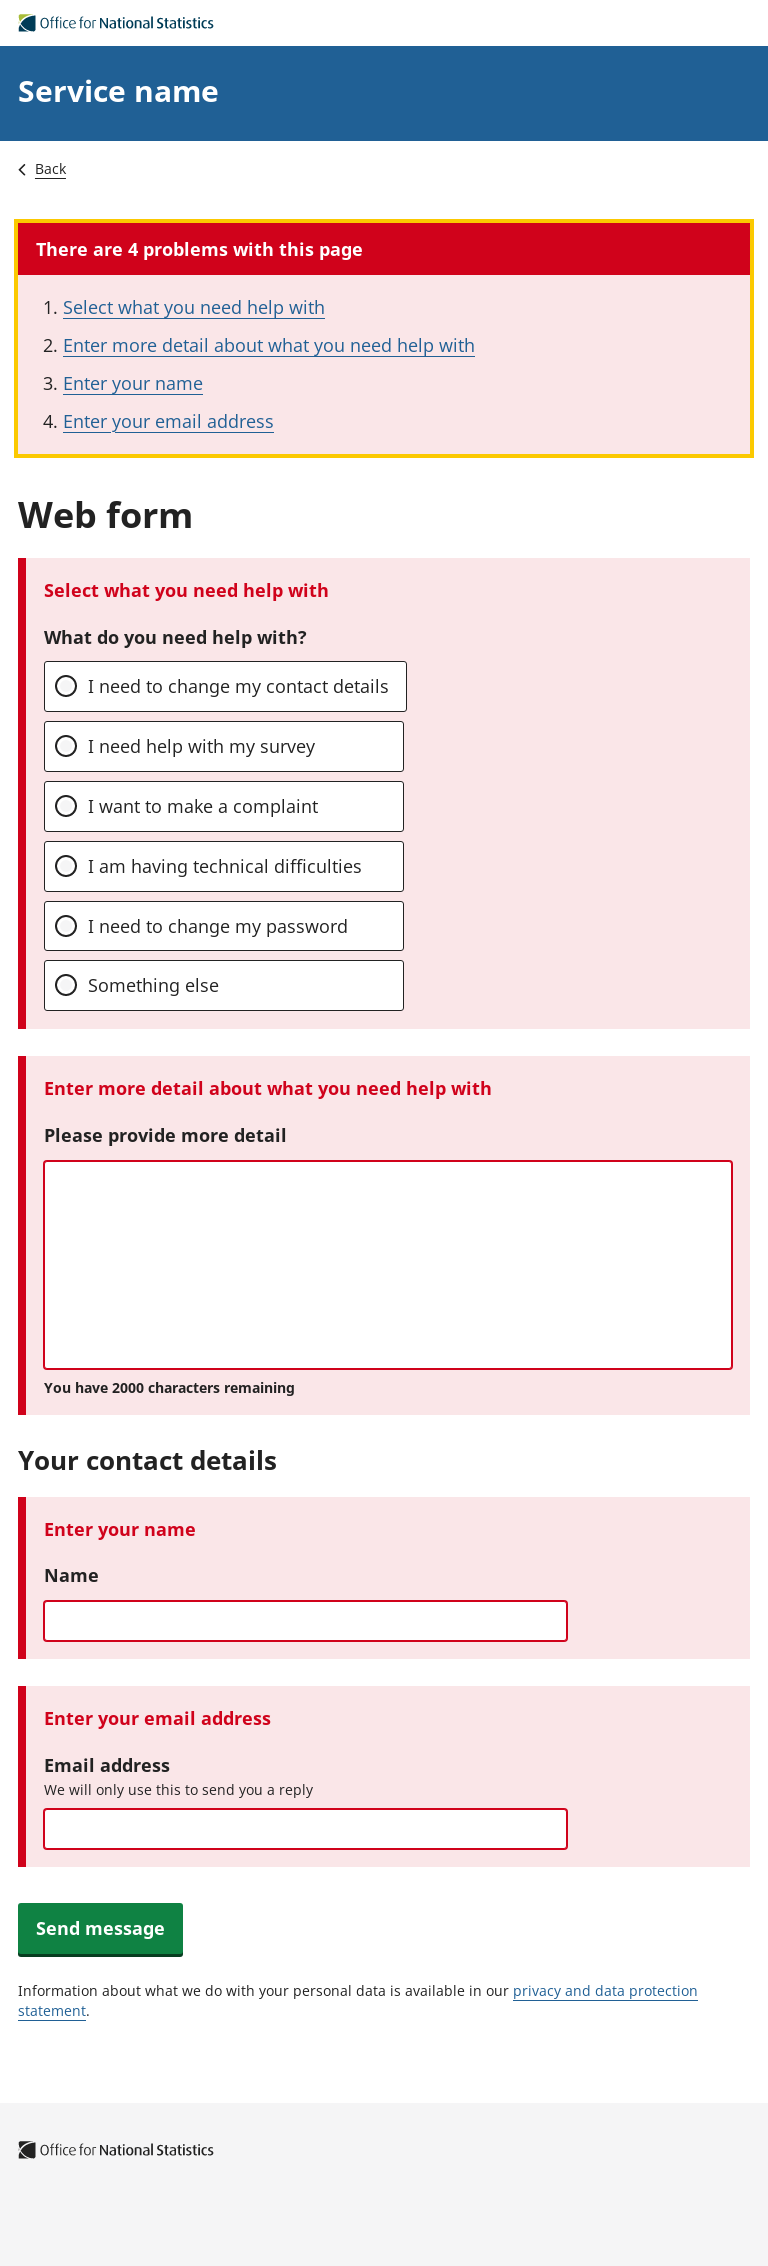 Office for National Statistics
Service name
Back
There are 4 problems with this page
1. Select what you need help with
2. Enter more detail about what you need help with
3. Enter your name
4. Enter your email address
Web form
Select what you need help with
What do you need help with?
I need to change my contact details
I need help with my survey
I want to make a complaint
I am having technical difficulties
I need to change my password
Something else
Enter more detail about what you need help with
Please provide more detail
You have 2000 characters remaining
Your contact details
Enter your name
Name
Enter your email address
Email address
We will only use this to send you a reply
Send message
Information about what we do with your personal data is available in our privacy and data protection
statement.
Office for National Statistics